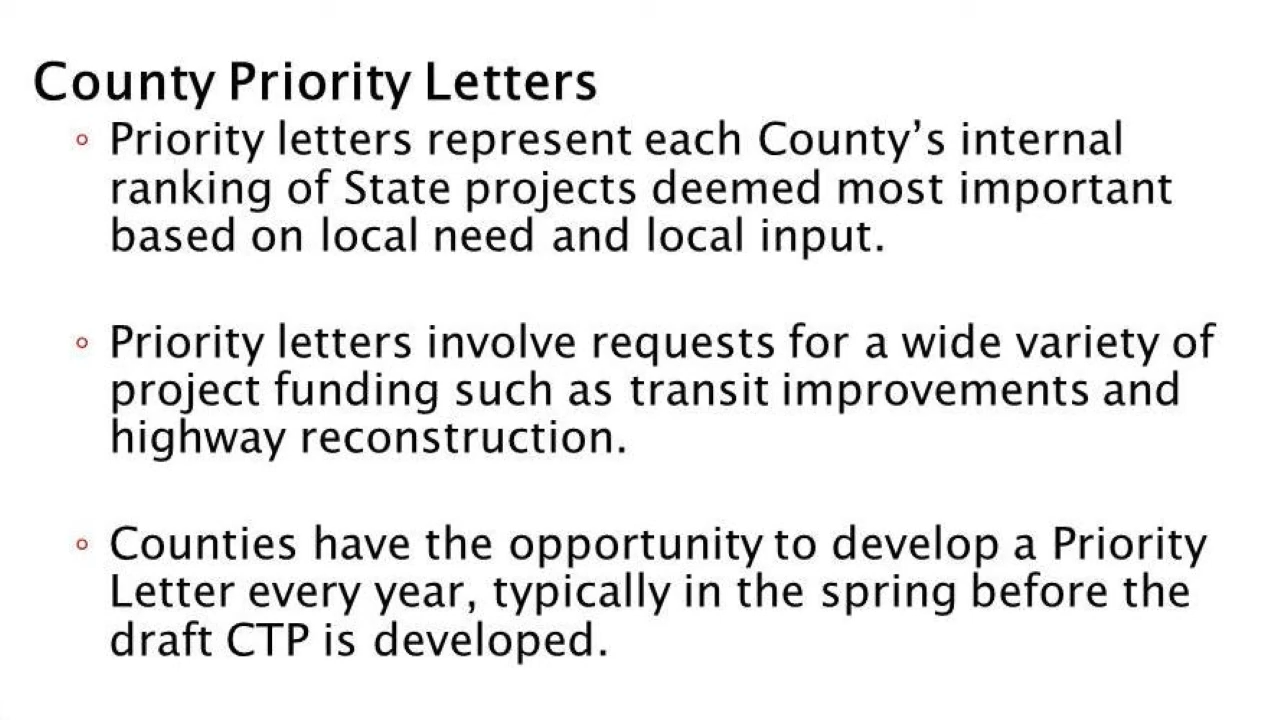 County Priority Letters
◦ Priority letters represent each County’s internal
ranking of State projects deemed most important
based on local need and local input.
◦ Priority letters involve requests for a wide variety of
project funding such as transit improvements and
highway reconstruction.
◦ Counties have the opportunity to develop a Priority
Letter every year, typically in the spring before the
draft CTP is developed.